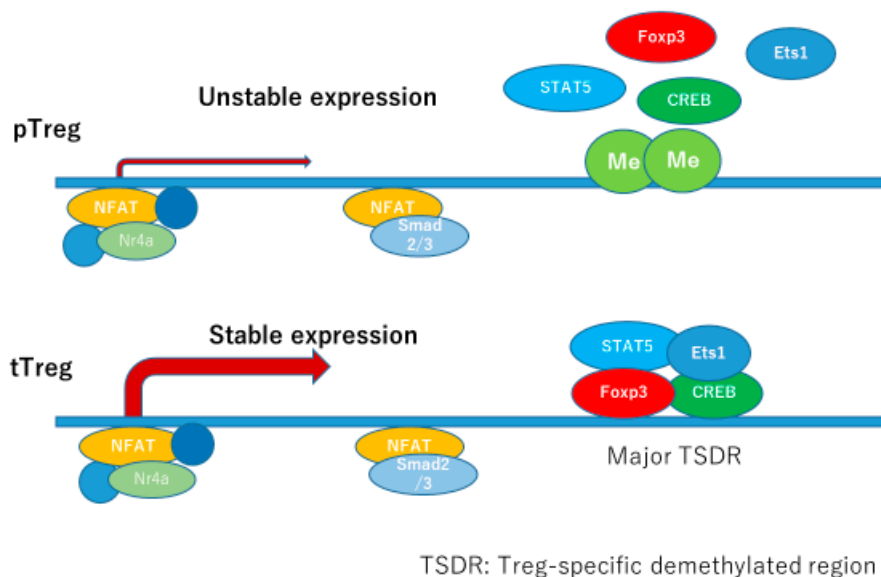 Foxp3
Ets1
STAT5
CREB
Unstable expression
pTreg
Me
Me
NFAT
Nr4a
NFAT
Smad
2/3
Stable expression
tTreg
STAT5
Ets1
Foxp3
CREB
NFAT
Nr4a
NFAT
Smad2
/3
Major TSDR
TSDR: Treg-specific demethylated region